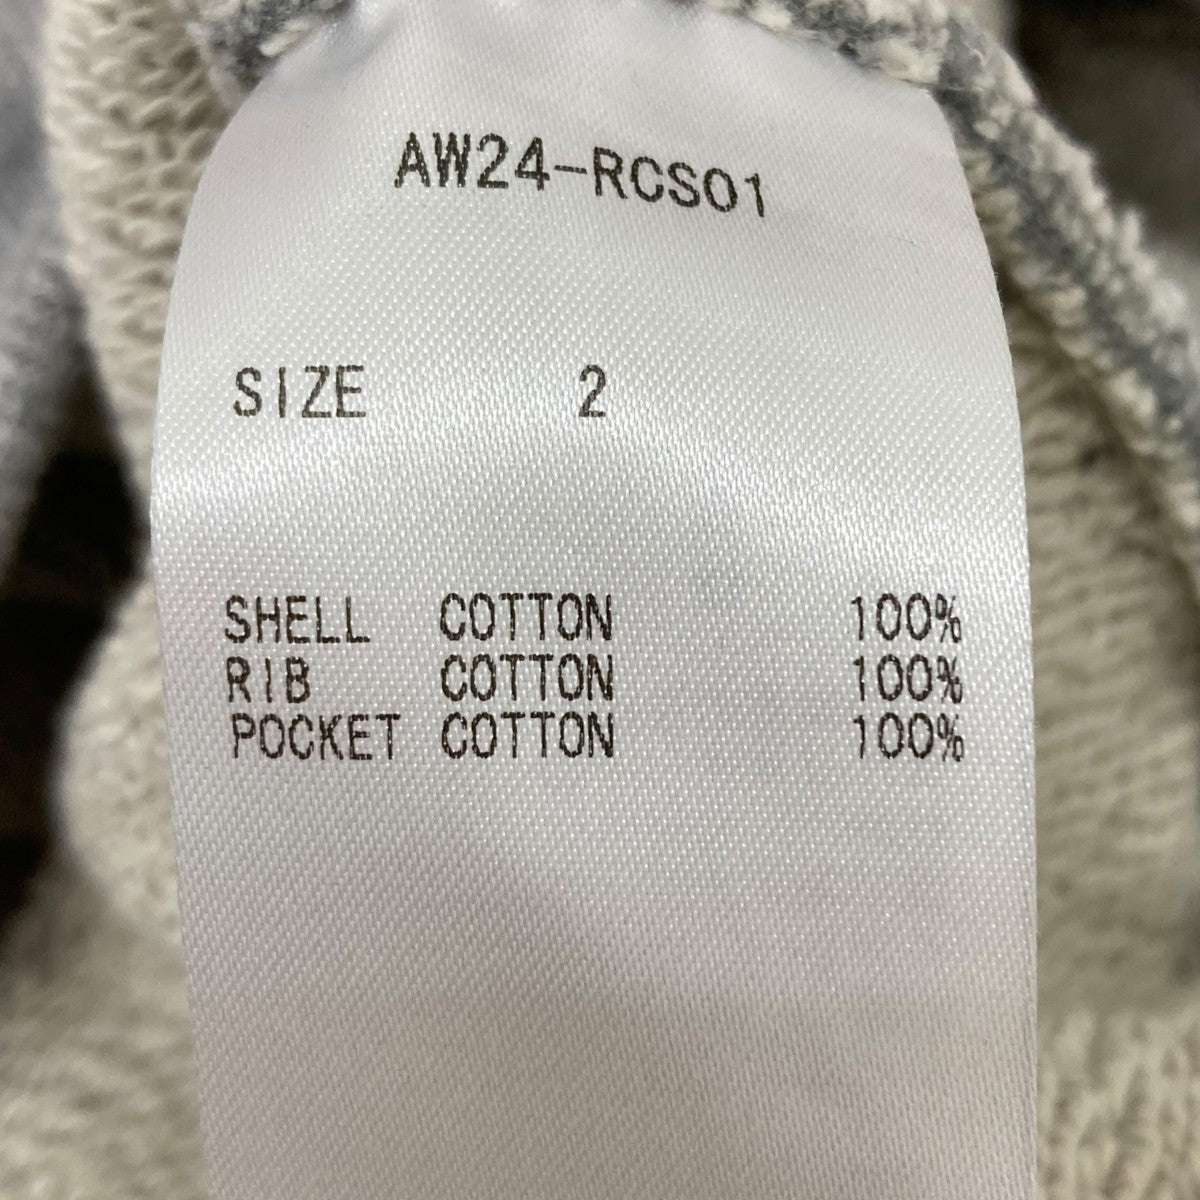 AW24-RCS01
SIZE 2
SHELL COTTON 100%
RIB COTTON 100%
POCKET COTTON 100%